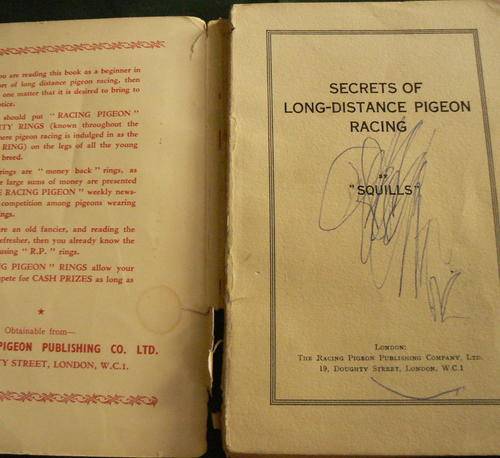 ou are reading this book as a beginner in
ort of long distance pigeon racing, then
one matter that it is desired to bring to
otice.
should put "RACING PIGEON"
TY RINGS (known throughout the
here pigeon racing is indulged in as the
RING) on the legs of all the young
breed.
rings are "money back" rings, as
e large sums of money are presented
E RACING PIGEON" weekly news-
competition among pigeons wearing
ings.
are an old fancier, and reading the
refresher, then you already know the
using "R.P." rings.
NG PIGEON" RINGS allow your
pete for CASH PRIZES as long as
Obtainable from—
PIGEON PUBLISHING CO. LTD.
TY STREET, LONDON, W.C.1.
SECRETS OF
LONG-DISTANCE PIGEON
RACING
BY
"SQUILLS"
London:
The Racing Pigeon Publishing Company, Ltd.
19, Doughty Street, London, W.C.1